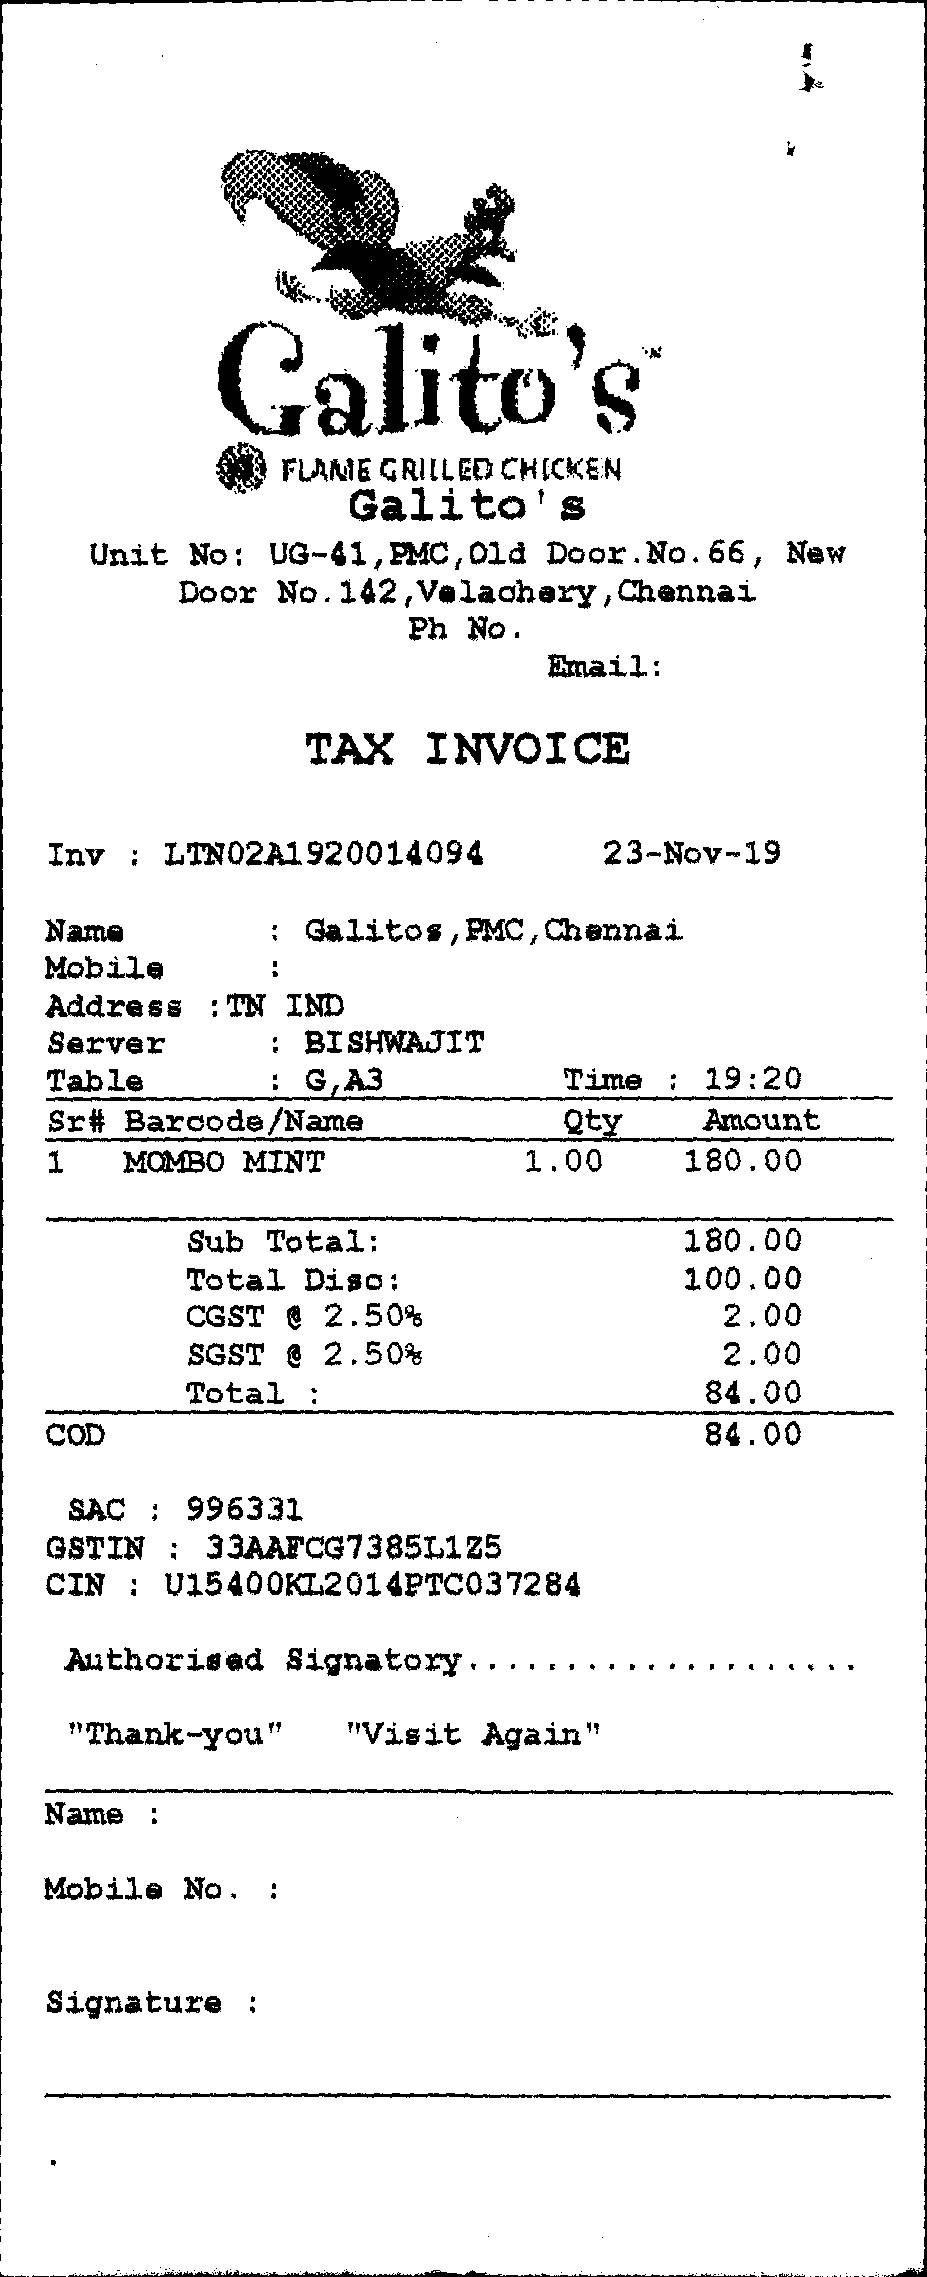 Galito's™
FLAME GRILLED CHICKEN
Galito's
Unit No: UG-41,PMC,Old Door.No.66, New
Door No.142,Velachery,Chennai
Ph No.
Email:
TAX INVOICE
Inv : LTN02A1920014094 23-Nov-19
Name : Galitos,PMC,Chennai
Mobile :
Address :TN IND
Server : BISHWAJIT
Table : G,A3 Time : 19:20
Sr# Barcode/Name Qty Amount
1 MOMBO MINT 1.00 180.00
Sub Total: 180.00
Total Disc: 100.00
CGST @ 2.50% 2.00
SGST @ 2.50% 2.00
Total : 84.00
COD 84.00
SAC : 996331
GSTIN : 33AAFCG7385L1Z5
CIN : U15400KL2014PTC037284
Authorised Signatory....................
"Thank-you" "Visit Again"
Name :
Mobile No. :
Signature :